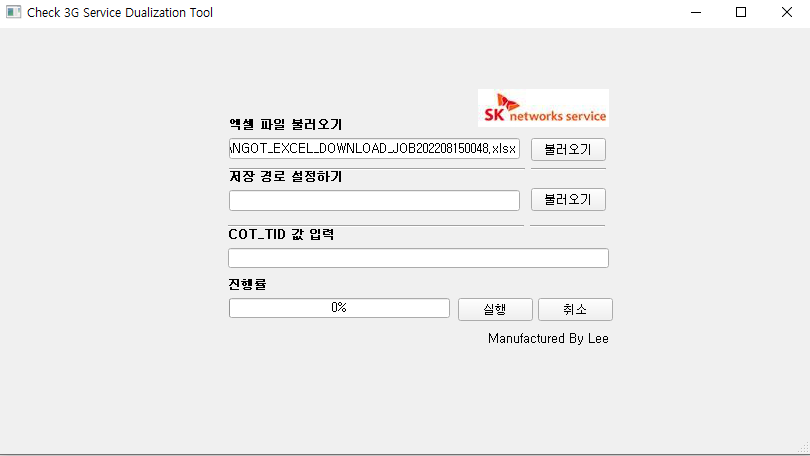 Check 3G Service Dualization Tool
SK networks service
엑셀 파일 불러오기
NGOT_EXCEL_DOWNLOAD_JOB202208150048.xlsx
불러오기
저장 경로 설정하기
불러오기
COT_TID 값 입력
진행률
0%
실행
취소
Manufactured By Lee